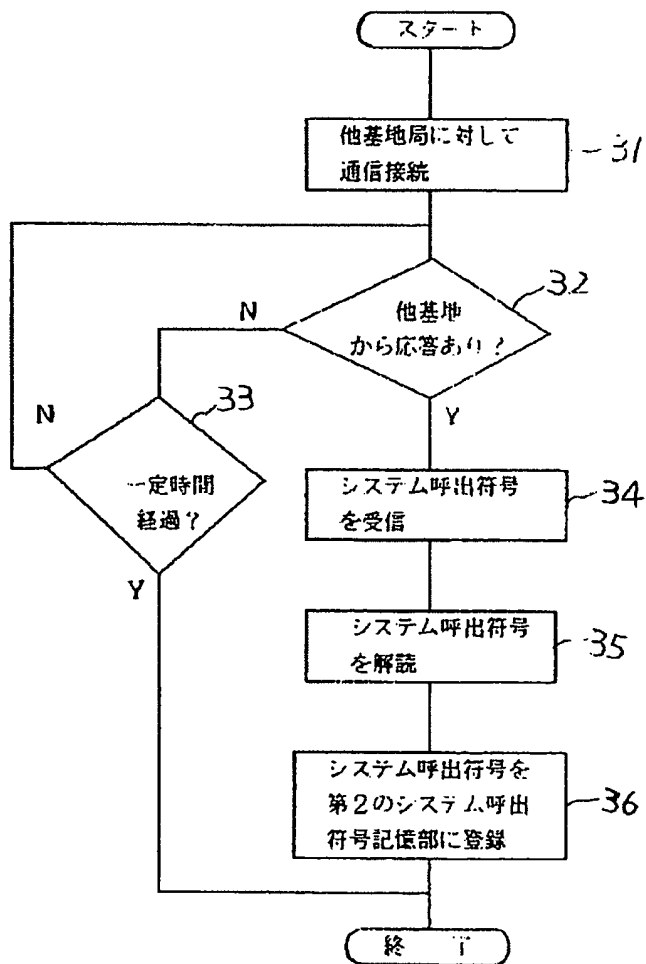 スタート
他基地局に対して
通信接続
31
32
他基地
から応答あり?
N
Y
33
N
一定時間
経過?
Y
システム呼出符号
を受信
34
システム呼出符号
を解読
35
システム呼出符号を
第2のシステム呼出
符号記憶部に登録
36
終了